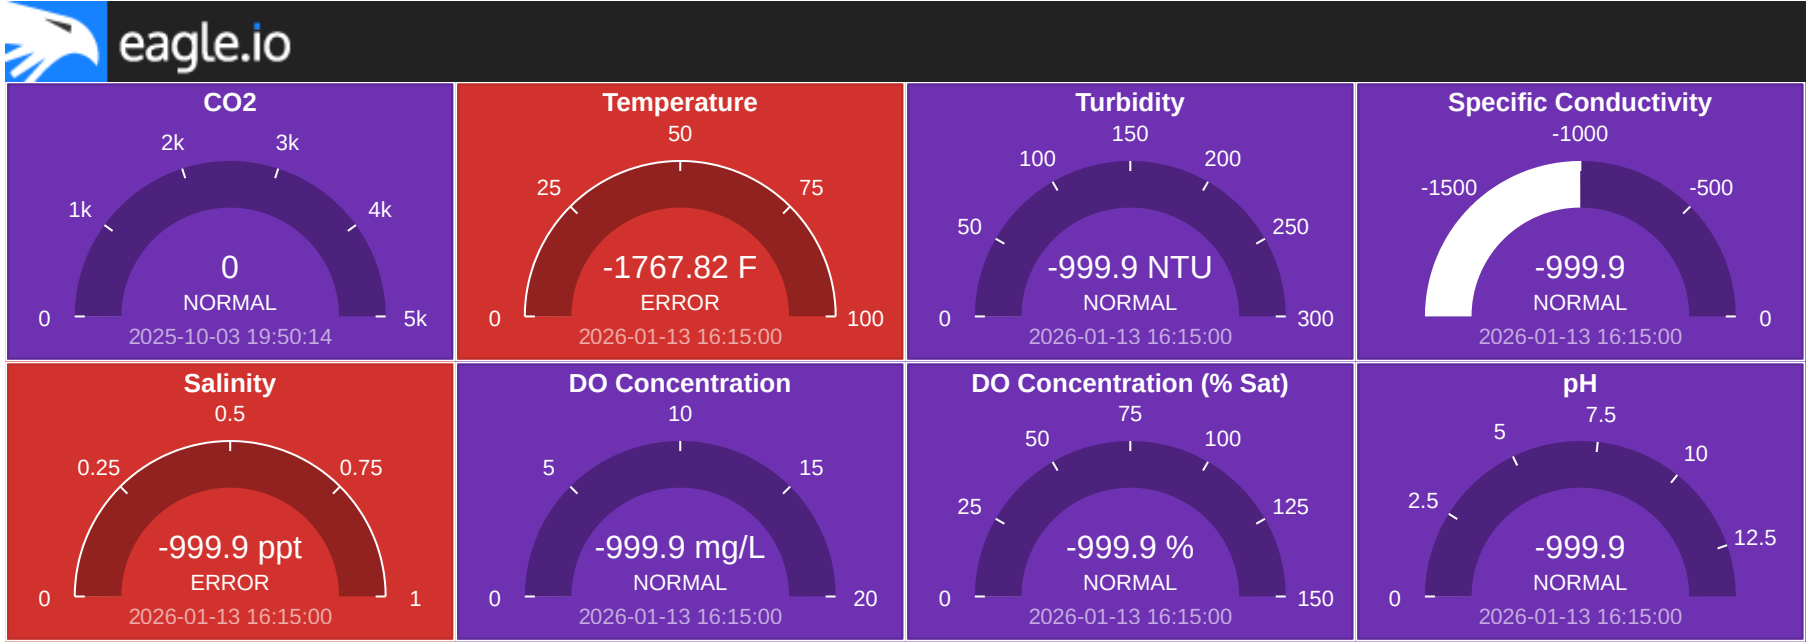 eagle.io
CO2
0
1k
2k
3k
4k
5k
0
NORMAL
2025-10-03 19:50:14
Temperature
0
25
50
75
100
-1767.82 F
ERROR
2026-01-13 16:15:00
Turbidity
0
50
100
150
200
250
300
-999.9 NTU
NORMAL
2026-01-13 16:15:00
Specific Conductivity
-1500
-1000
-500
0
-999.9
NORMAL
2026-01-13 16:15:00
Salinity
0
0.25
0.5
0.75
1
-999.9 ppt
ERROR
2026-01-13 16:15:00
DO Concentration
0
5
10
15
20
-999.9 mg/L
NORMAL
2026-01-13 16:15:00
DO Concentration (% Sat)
0
25
50
75
100
125
150
-999.9 %
NORMAL
2026-01-13 16:15:00
pH
0
2.5
5
7.5
10
12.5
-999.9
NORMAL
2026-01-13 16:15:00